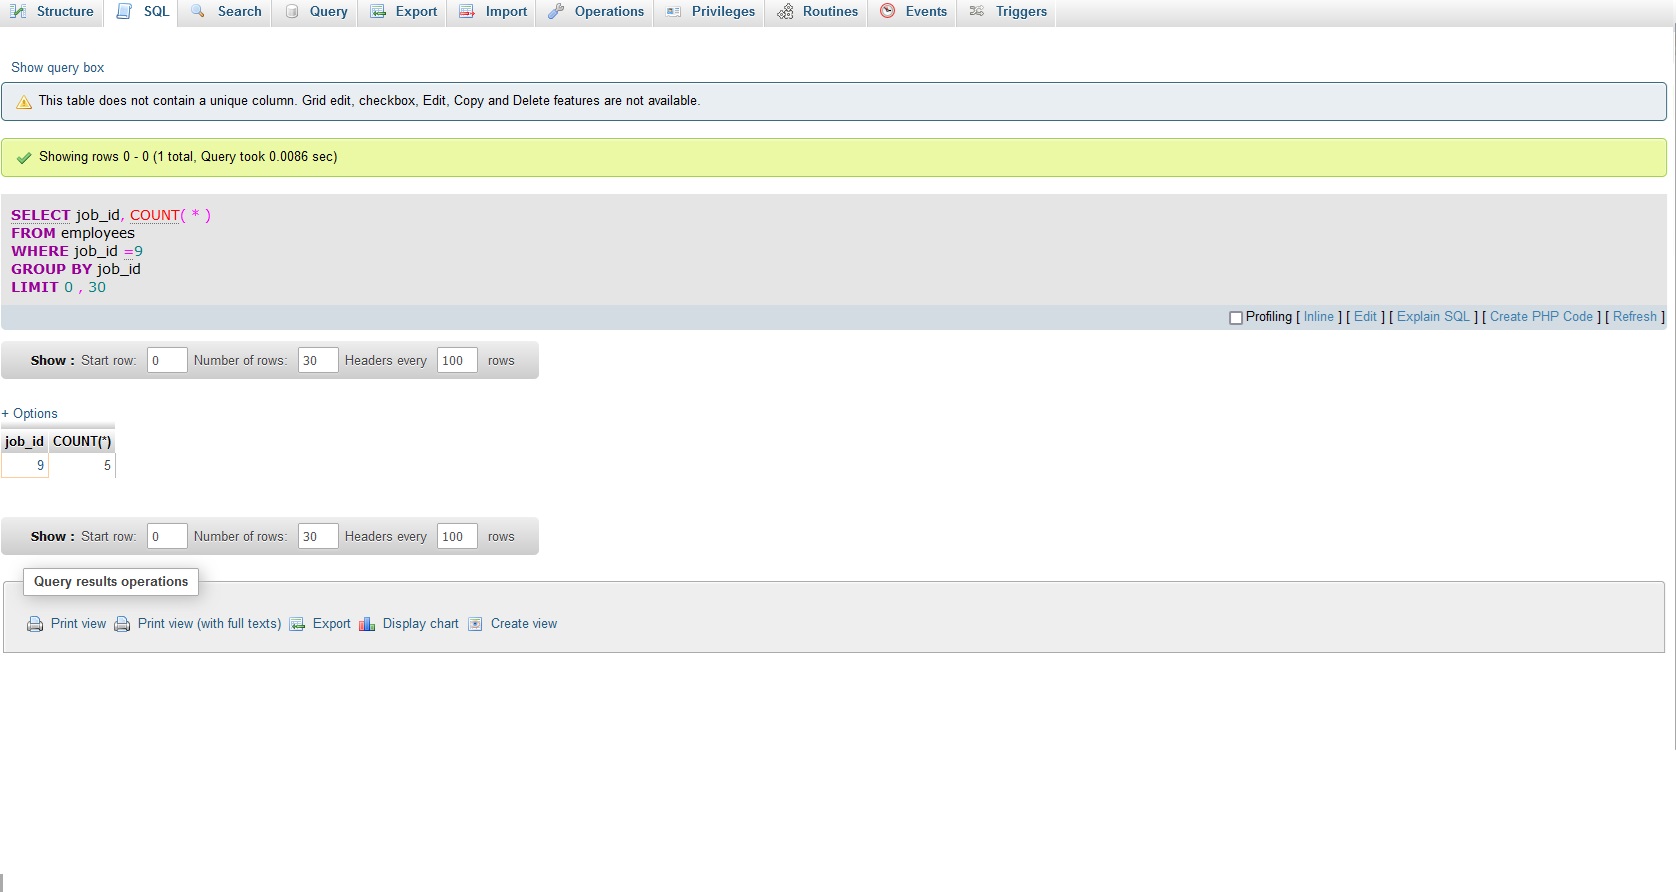 Structure SQL Search Query Export Import Operations Privileges Routines Events Triggers
Show query box
This table does not contain a unique column. Grid edit, checkbox, Edit, Copy and Delete features are not available.
Showing rows 0 - 0 (1 total, Query took 0.0086 sec)
SELECT job_id, COUNT( * )
FROM employees
WHERE job_id =9
GROUP BY job_id
LIMIT 0 , 30
Profiling [ Inline ] [ Edit ] [ Explain SQL ] [ Create PHP Code ] [ Refresh ]
Show : Start row: 0 Number of rows: 30 Headers every 100 rows
+ Options
job_id COUNT(*)
9 5
Show : Start row: 0 Number of rows: 30 Headers every 100 rows
Query results operations
Print view Print view (with full texts) Export Display chart Create view